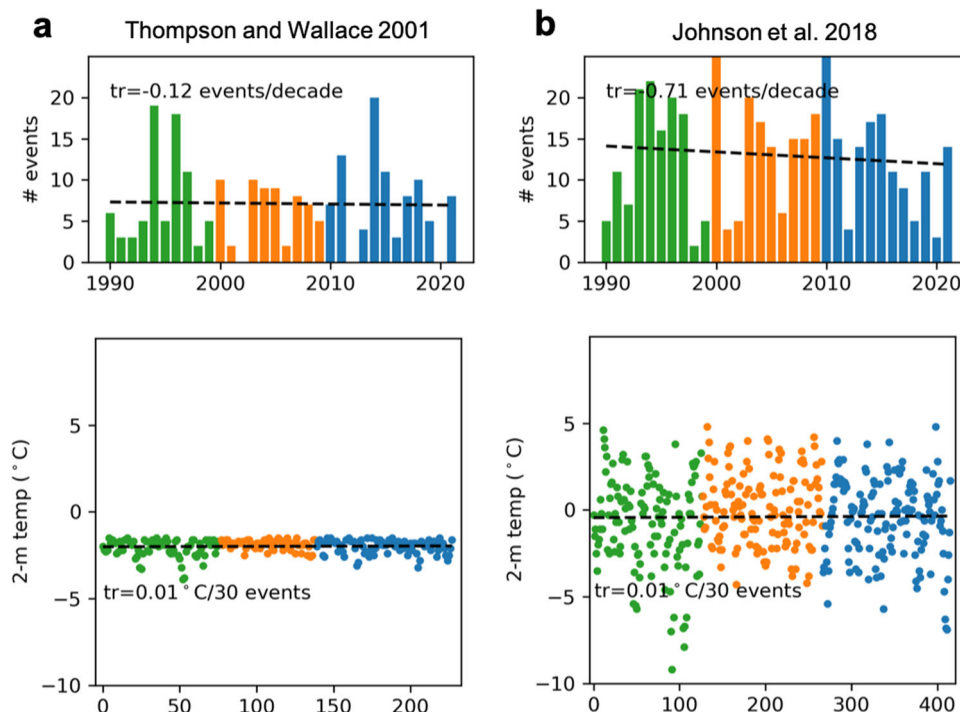 a Thompson and Wallace 2001
b Johnson et al. 2018
tr=-0.12 events/decade
# events
20
15
10
5
0
1990 2000 2010 2020
tr=-0.71 events/decade
# events
20
15
10
5
0
1990 2000 2010 2020
2-m temp (°C)
5
0
−5
−10
tr=0.01°C/30 events
0 50 100 150 200
2-m temp (°C)
5
0
−5
−10
tr=0.01°C/30 events
0 100 200 300 400